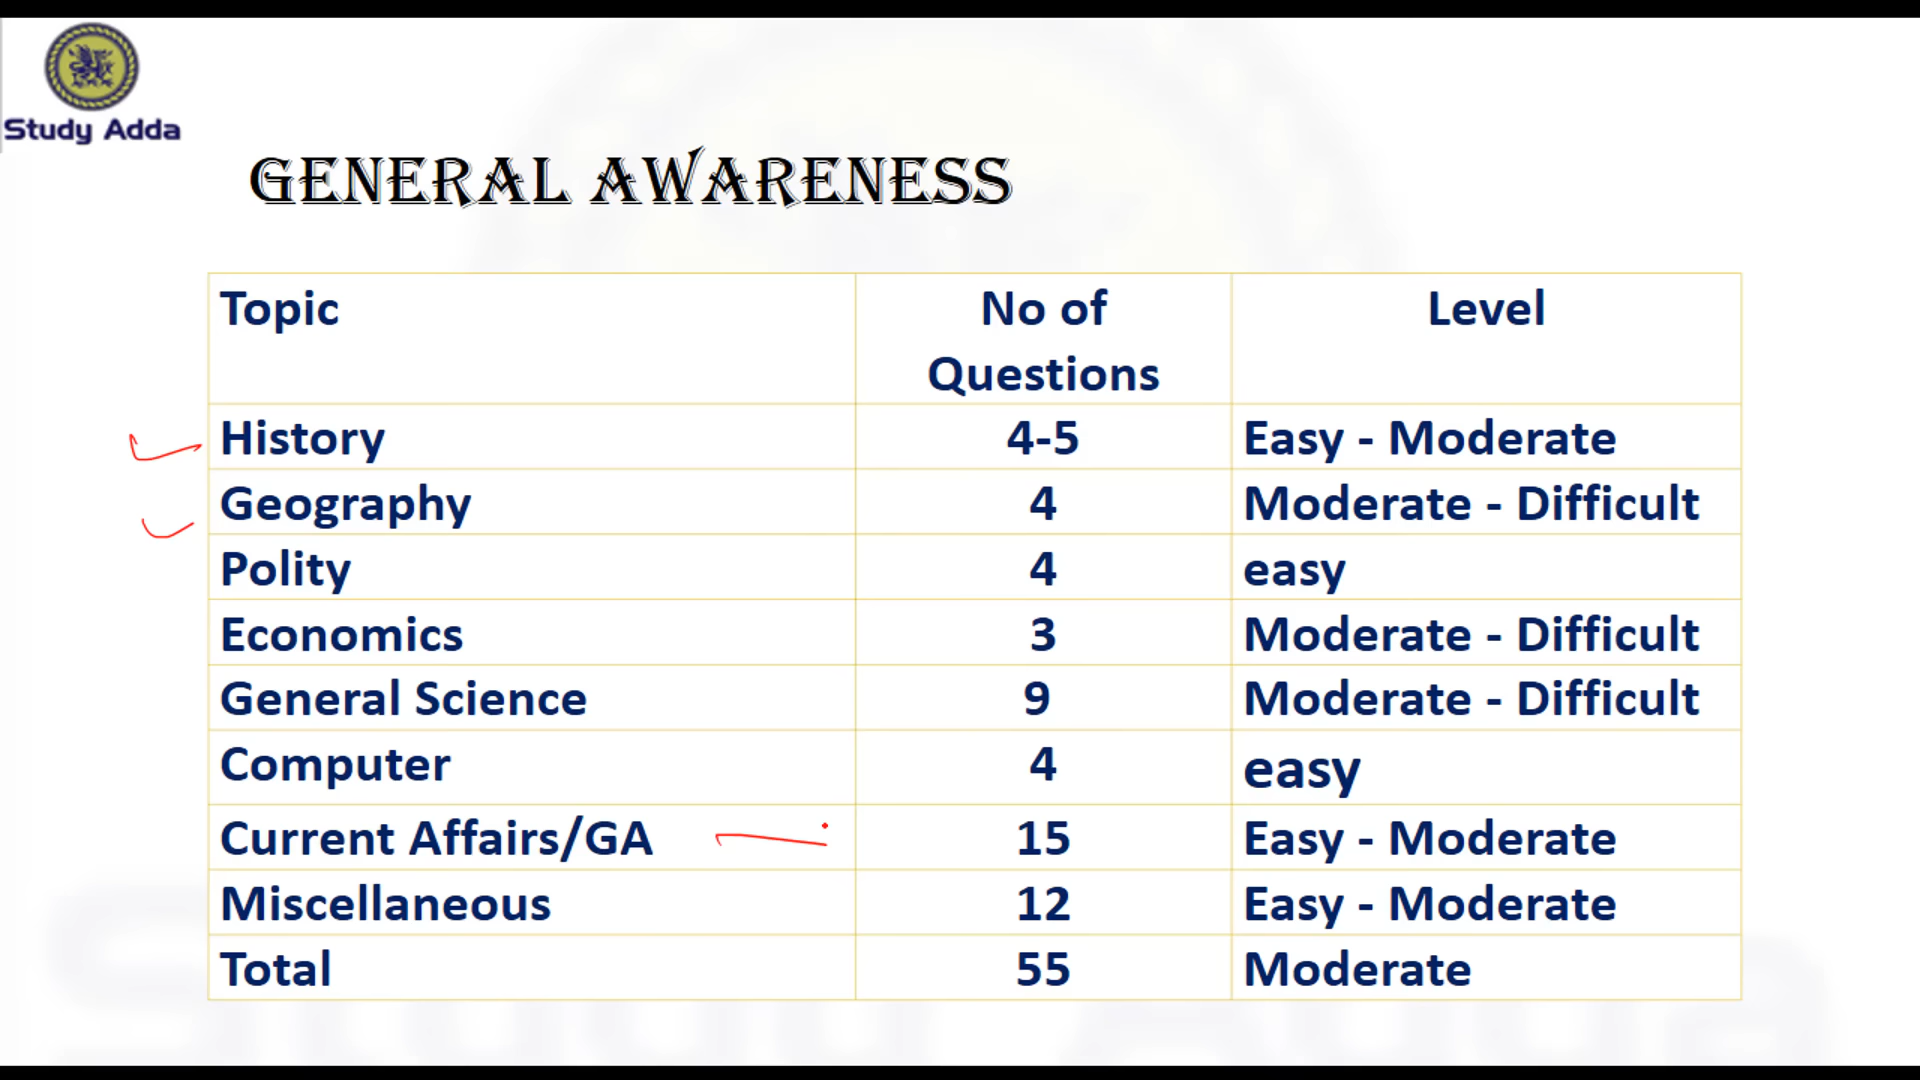 Study Adda
GENERAL AWARENESS
Topic No of Questions Level
History 4-5 Easy - Moderate
Geography 4 Moderate - Difficult
Polity 4 easy
Economics 3 Moderate - Difficult
General Science 9 Moderate - Difficult
Computer 4 easy
Current Affairs/GA 15 Easy - Moderate
Miscellaneous 12 Easy - Moderate
Total 55 Moderate
Study Adda